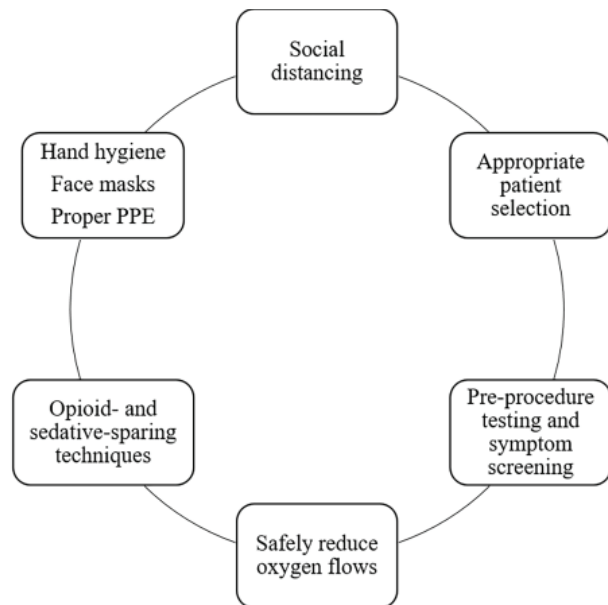 Social
distancing
Appropriate
patient
selection
Pre-procedure
testing and
symptom
screening
Safely reduce
oxygen flows
Opioid- and
sedative-sparing
techniques
Hand hygiene
Face masks
Proper PPE